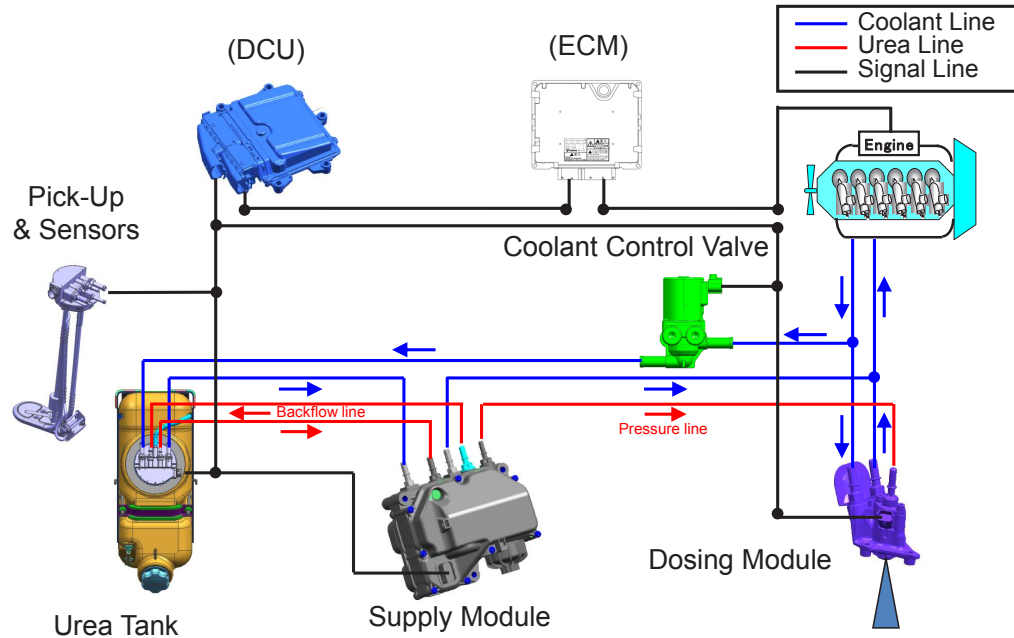 (DCU)
(ECM)
Coolant Line
Urea Line
Signal Line
Engine
Pick-Up
& Sensors
Coolant Control Valve
Backflow line
Pressure line
Dosing Module
Supply Module
Urea Tank